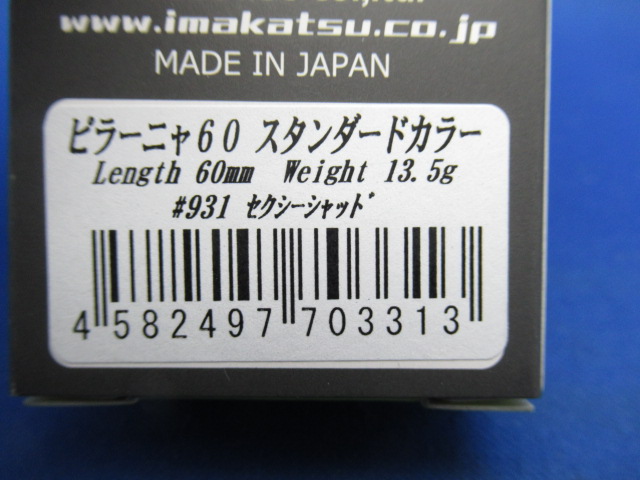 www.imakatsu.co.jp
MADE IN JAPAN
ピラーニャ60 スタンダードカラー
Length 60mm Weight 13.5g
#931 ｾｸｼｰｼｬｯﾄﾞ
4 582497 703313